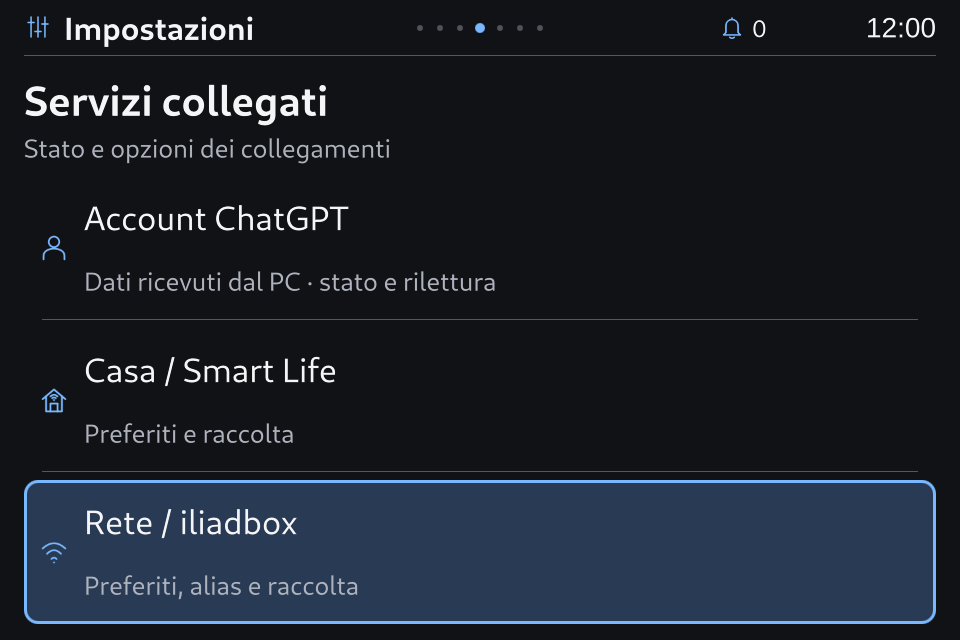 Impostazioni
0
12:00
Servizi collegati
Stato e opzioni dei collegamenti
Account ChatGPT
Dati ricevuti dal PC · stato e rilettura
Casa / Smart Life
Preferiti e raccolta
Rete / iliadbox
Preferiti, alias e raccolta